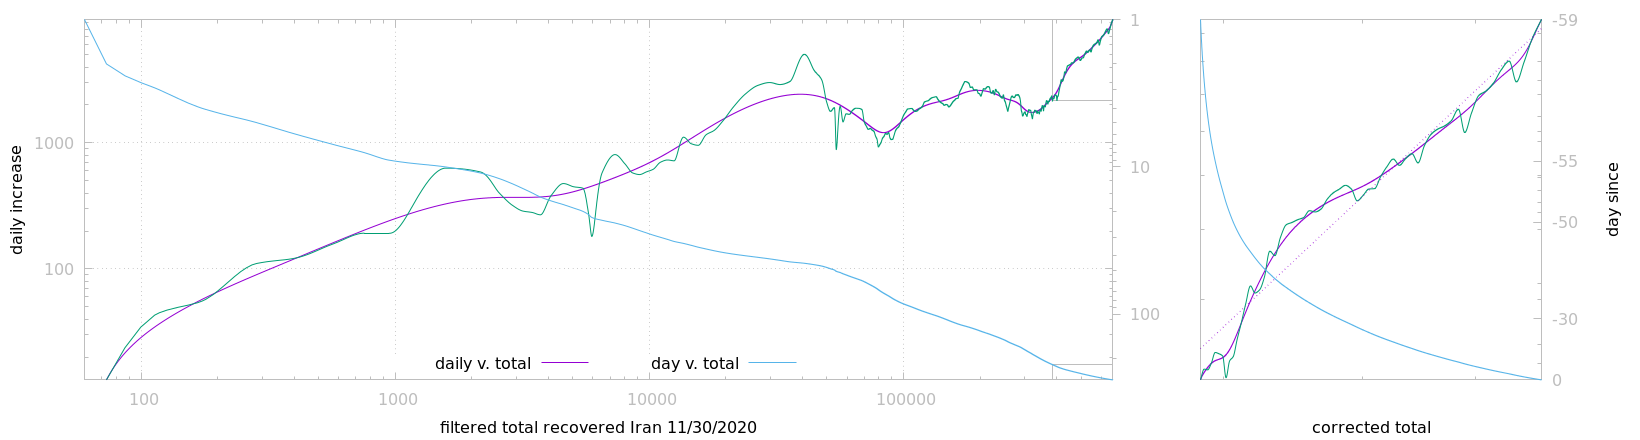 daily increase
1000
100
100
1000
10000
100000
filtered total recovered Iran 11/30/2020
daily v. total
day v. total
1
10
100
-59
-55
-50
-30
0
day since
corrected total